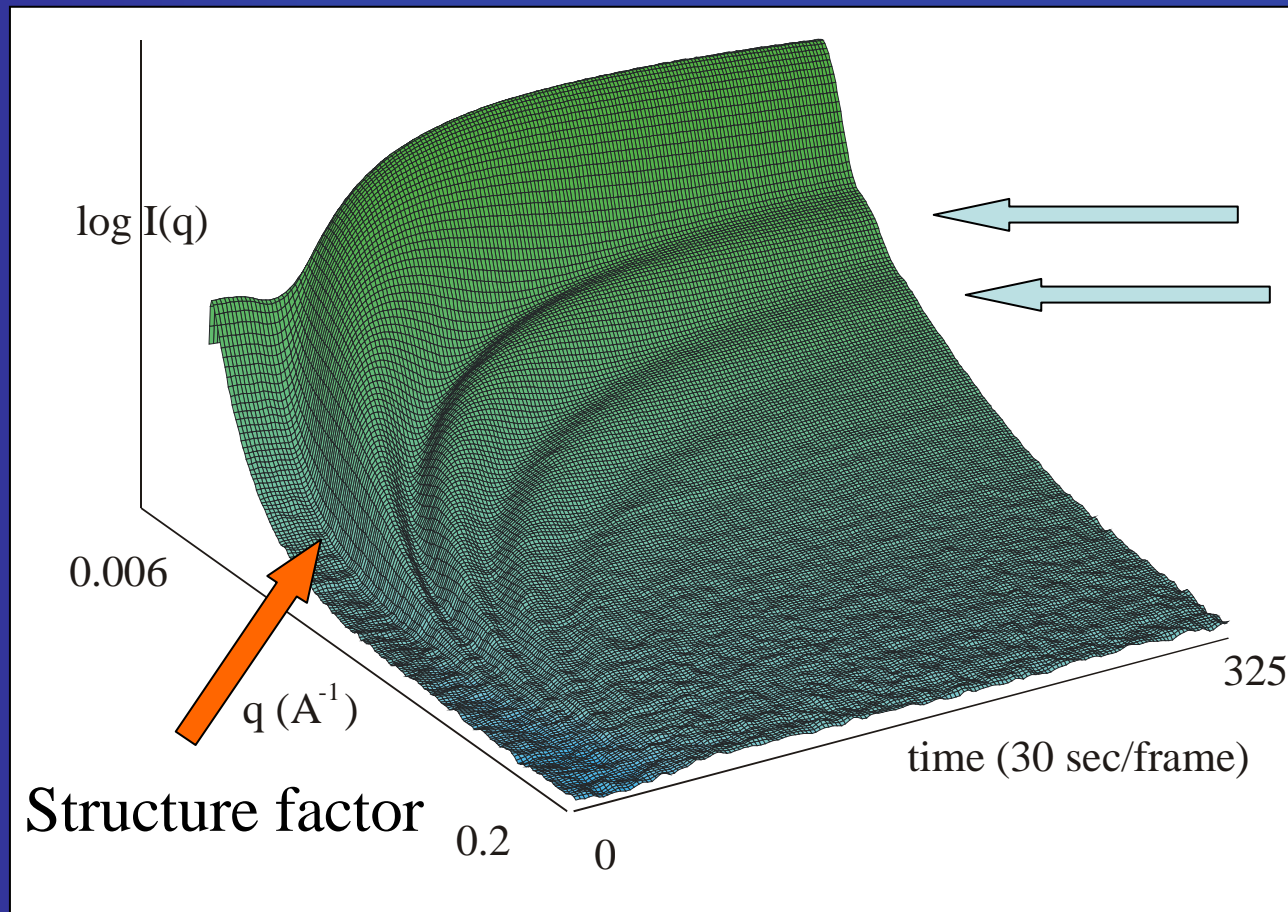 log I(q)
0.006
q (A⁻¹)
Structure factor
0.2
0
time (30 sec/frame)
325